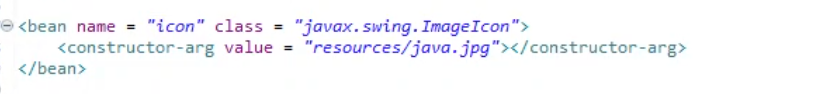 <bean name = "icon" class = "javax.swing.ImageIcon">
<constructor-arg value = "resources/java.jpg"></constructor-arg>
</bean>